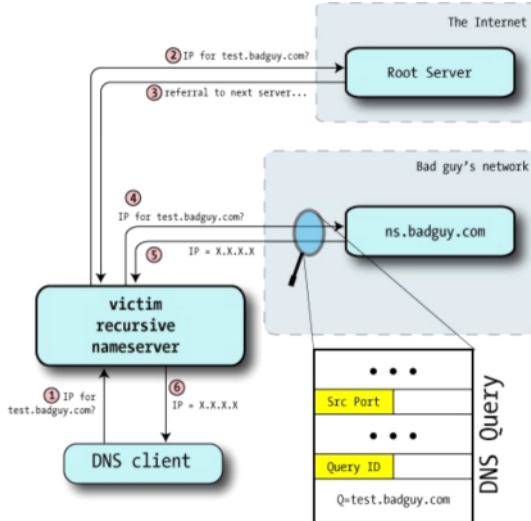 The Internet
② IP for test.badguy.com?
Root Server
③ referral to next server...
Bad guy's network
④
IP for test.badguy.com?
ns.badguy.com
⑤
IP = X.X.X.X
victim
recursive
nameserver
① IP for
test.badguy.com?
⑥
IP = X.X.X.X
DNS client
• • •
Src Port
• • •
Query ID
Q=test.badguy.com
DNS Query